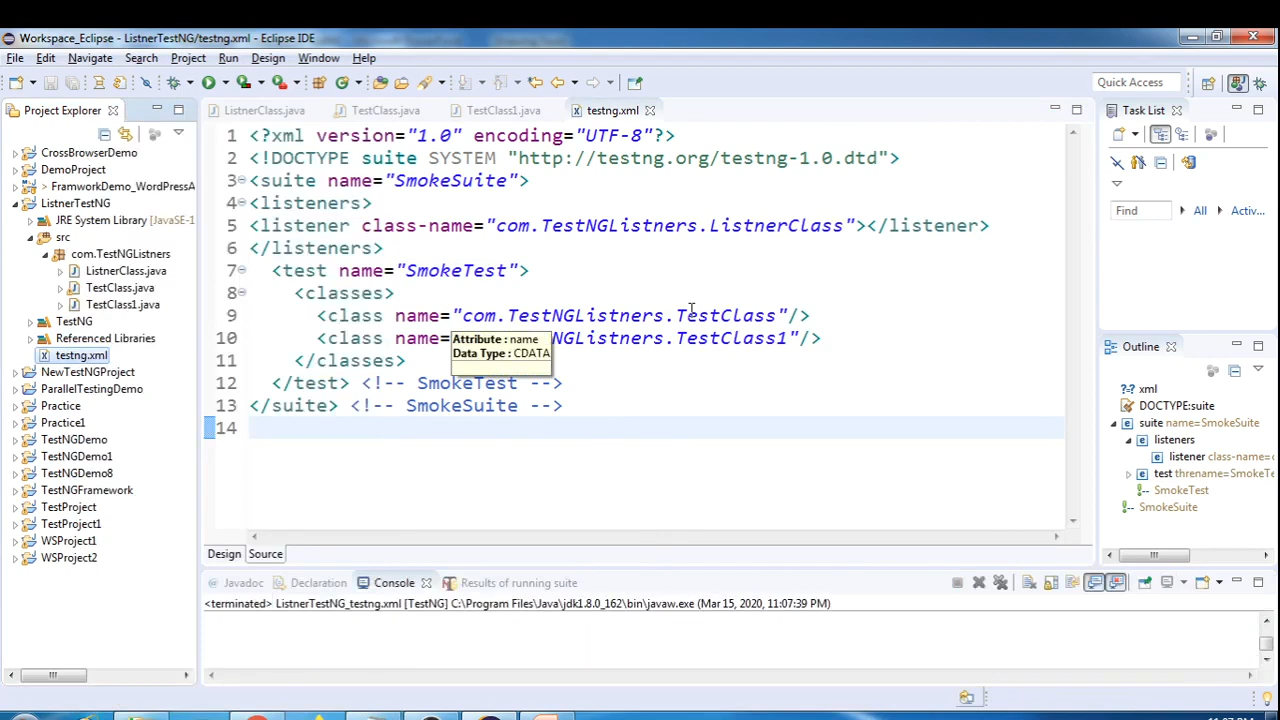 Workspace_Eclipse - ListnerTestNG/testng.xml - Eclipse IDE
File Edit Navigate Search Project Run Design Window Help
Quick Access
Project Explorer
CrossBrowserDemo
DemoProject
> FramworkDemo_WordPressA
ListnerTestNG
JRE System Library [JavaSE-1
src
com.TestNGListners
ListnerClass.java
TestClass.java
TestClass1.java
TestNG
Referenced Libraries
testng.xml
NewTestNGProject
ParallelTestingDemo
Practice
Practice1
TestNGDemo
TestNGDemo1
TestNGDemo8
TestNGFramework
TestProject
TestProject1
WSProject1
WSProject2
ListnerClass.java TestClass.java TestClass1.java testng.xml
1 <?xml version="1.0" encoding="UTF-8"?>
2 <!DOCTYPE suite SYSTEM "http://testng.org/testng-1.0.dtd">
3 <suite name="SmokeSuite">
4 <listeners>
5 <listener class-name="com.TestNGListners.ListnerClass"></listener>
6 </listeners>
7 <test name="SmokeTest">
8 <classes>
9 <class name="com.TestNGListners.TestClass"/>
10 <class name= NGListners.TestClass1"/>
11 </classes>
12 </test> <!-- SmokeTest -->
13 </suite> <!-- SmokeSuite -->
14
Attribute : name
Data Type : CDATA
Design Source
Task List
Find All Activ...
Outline
xml
DOCTYPE:suite
suite name=SmokeSuite
listeners
listener class-name=c
test threname=SmokeTe
SmokeTest
SmokeSuite
Javadoc Declaration Console Results of running suite
<terminated> ListnerTestNG_testng.xml [TestNG] C:\Program Files\Java\jdk1.8.0_162\bin\javaw.exe (Mar 15, 2020, 11:07:39 PM)